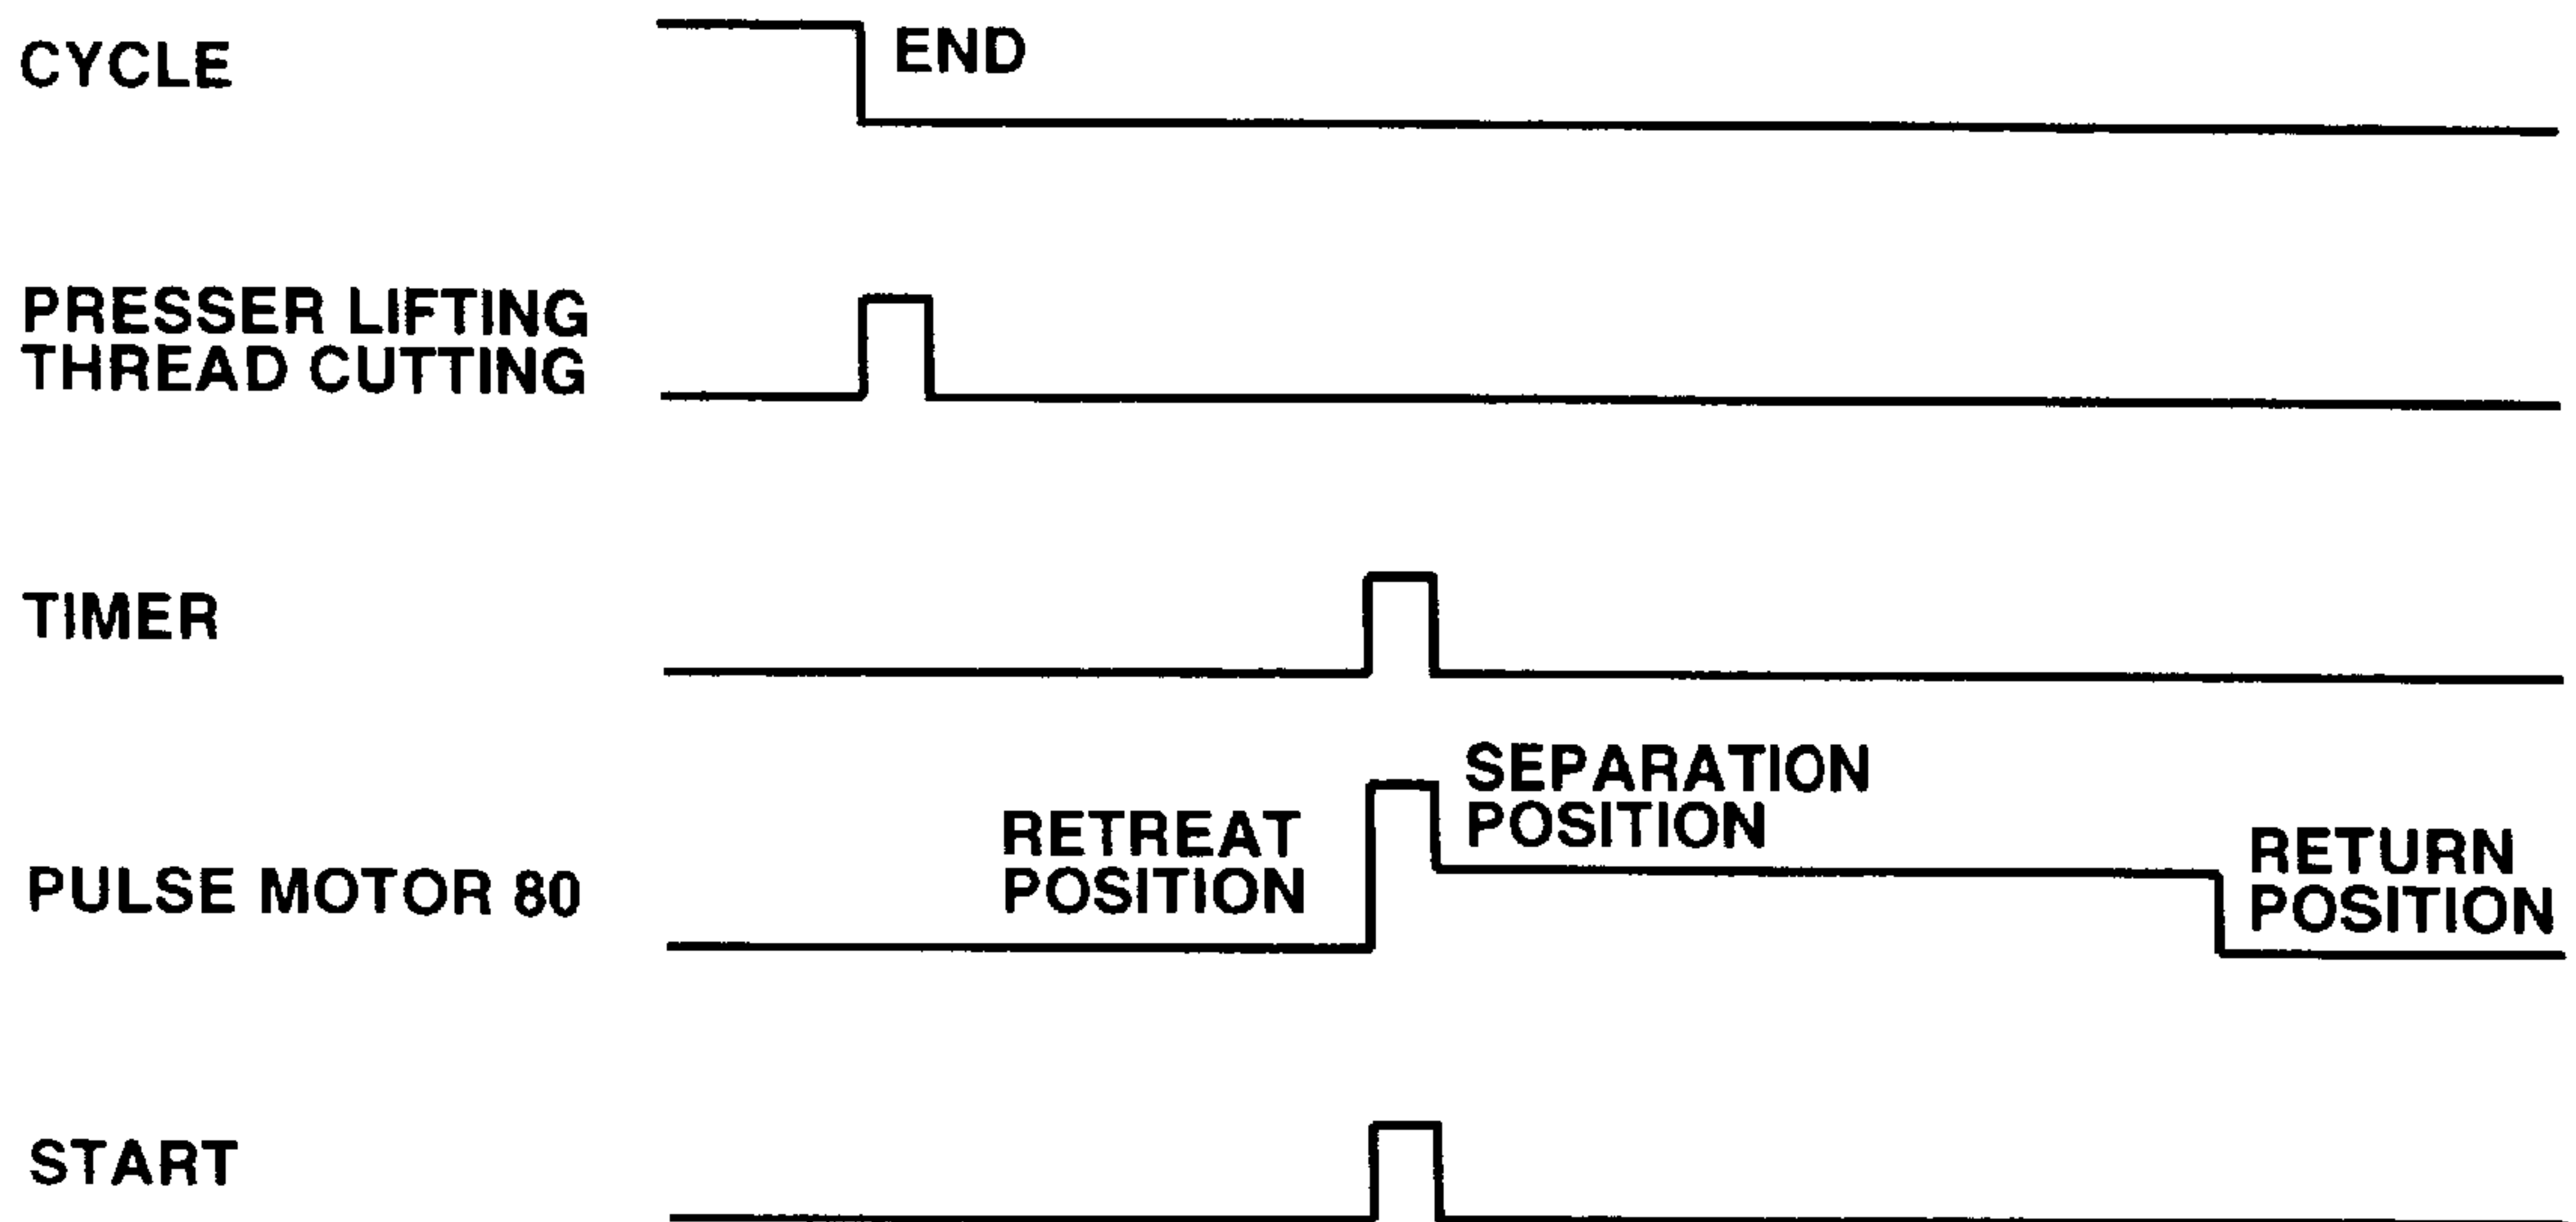 CYCLE
END
PRESSER LIFTING
THREAD CUTTING
TIMER
PULSE MOTOR 80
RETREAT
POSITION
SEPARATION
POSITION
RETURN
POSITION
START